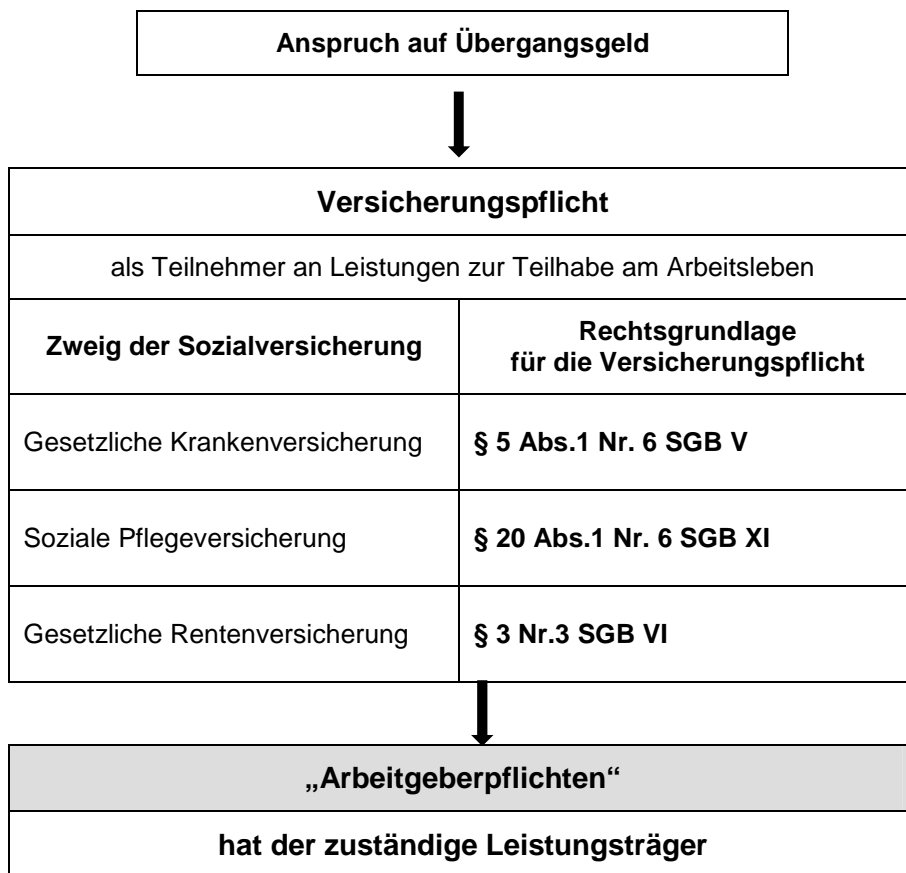 Anspruch auf Übergangsgeld
Versicherungspflicht
als Teilnehmer an Leistungen zur Teilhabe am Arbeitsleben
Zweig der Sozialversicherung
Rechtsgrundlage
für die Versicherungspflicht
Gesetzliche Krankenversicherung
§ 5 Abs.1 Nr. 6 SGB V
Soziale Pflegeversicherung
§ 20 Abs.1 Nr. 6 SGB XI
Gesetzliche Rentenversicherung
§ 3 Nr.3 SGB VI
„Arbeitgeberpflichten“
hat der zuständige Leistungsträger